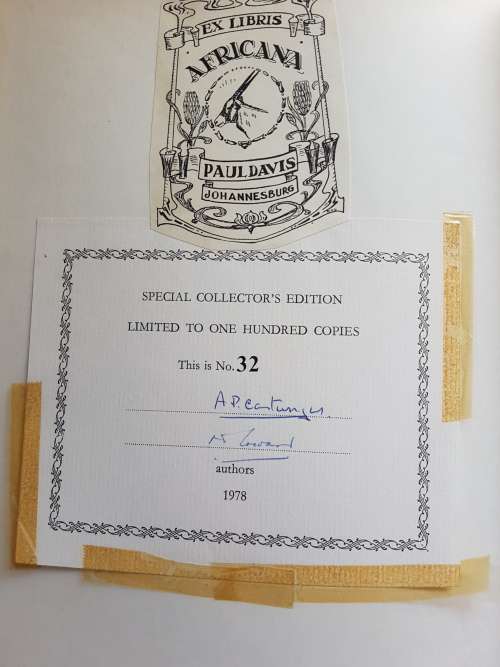 EX LIBRIS
AFRICANA
PAUL DAVIS
JOHANNESBURG
SPECIAL COLLECTOR'S EDITION
LIMITED TO ONE HUNDRED COPIES
This is No. 32
A.P. Cartwright
authors
1978